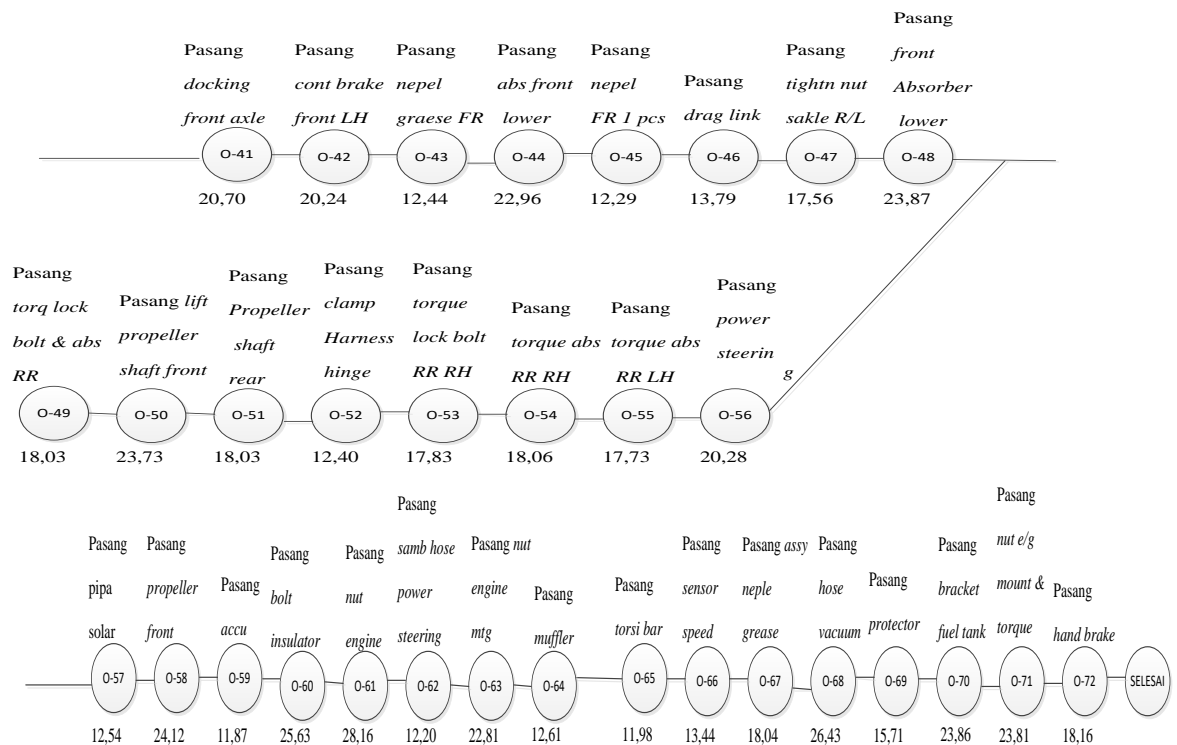 Pasang
docking
front axle
O-41
20,70
Pasang
cont brake
front LH
O-42
20,24
Pasang
nepel
graese FR
O-43
12,44
Pasang
abs front
lower
O-44
22,96
Pasang
nepel
FR 1 pcs
O-45
12,29
Pasang
drag link
O-46
13,79
Pasang
tightn nut
sakle R/L
O-47
17,56
Pasang
front
Absorber
lower
O-48
23,87
Pasang
torq lock
bolt & abs
RR
O-49
18,03
Pasang lift
propeller
shaft front
O-50
23,73
Pasang
Propeller
shaft
rear
O-51
18,03
Pasang
clamp
Harness
hinge
O-52
12,40
Pasang
torque
lock bolt
RR RH
O-53
17,83
Pasang
torque abs
RR RH
O-54
18,06
Pasang
torque abs
RR LH
O-55
17,73
Pasang
power
steerin
g
O-56
20,28
Pasang
pipa
solar
O-57
12,54
Pasang
propeller
front
O-58
24,12
Pasang
accu
O-59
11,87
Pasang
bolt
insulator
O-60
25,63
Pasang
nut
engine
O-61
28,16
Pasang
samb hose
power
steering
O-62
12,20
Pasang nut
engine
mtg
O-63
22,81
Pasang
muffler
O-64
12,61
Pasang
torsi bar
O-65
11,98
Pasang
sensor
speed
O-66
13,44
Pasang assy
neple
grease
O-67
18,04
Pasang
hose
vacuum
O-68
26,43
Pasang
protector
O-69
15,71
Pasang
bracket
fuel tank
O-70
23,86
Pasang
nut e/g
mount &
torque
O-71
23,81
Pasang
hand brake
O-72
18,16
SELESAI